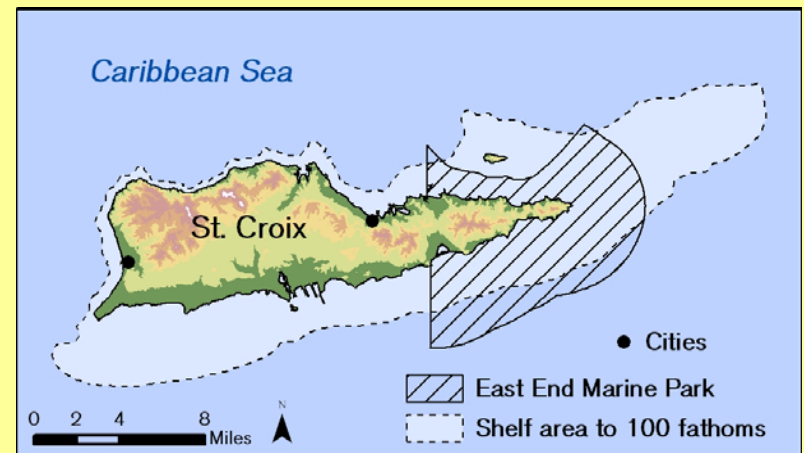 Caribbean Sea
St. Croix
Cities
East End Marine Park
Shelf area to 100 fathoms
0 2 4 8
Miles
N